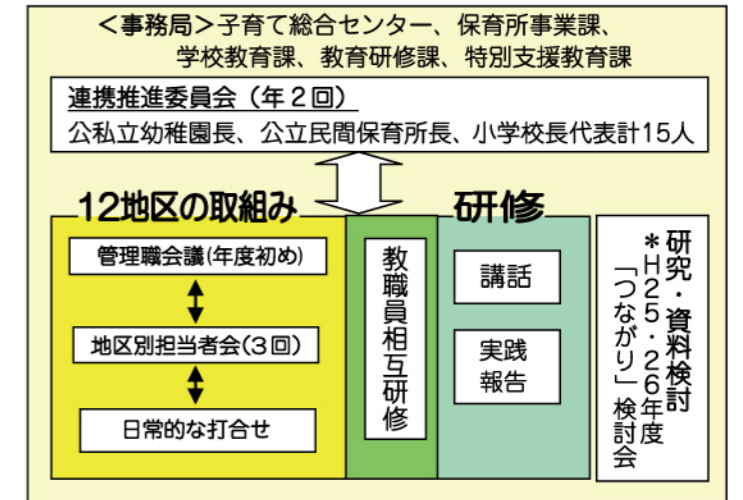 ＜事務局＞子育て総合センター、保育所事業課、
学校教育課、教育研修課、特別支援教育課
連携推進委員会（年２回）
公私立幼稚園長、公立民間保育所長、小学校長代表計15人
12地区の取組み
管理職会議(年度初め)
地区別担当者会(３回)
日常的な打合せ
教職員相互研修
研修
講話
実践
報告
研究・資料検討
＊Ｈ２５・２６年度
「つながり」検討会